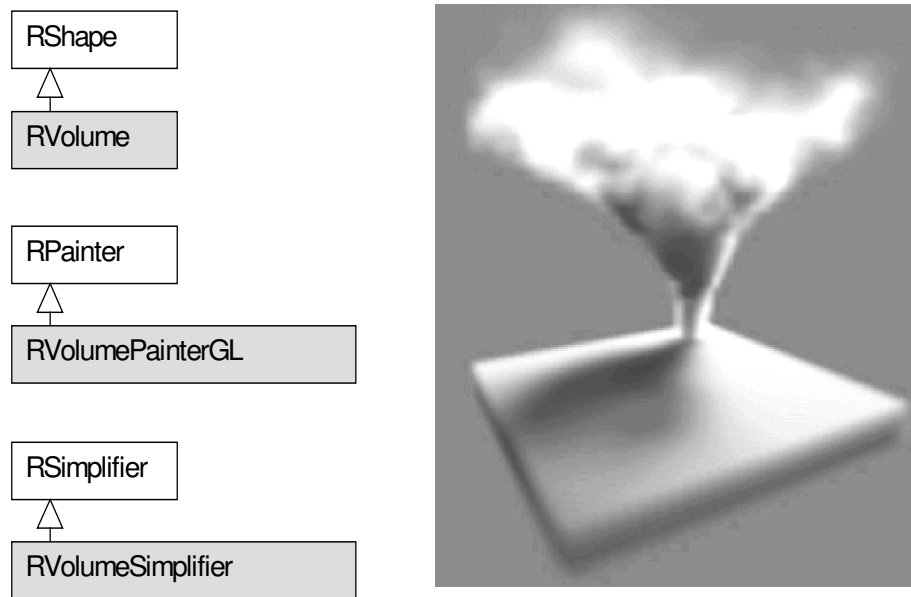 RShape
RVolume
RPainter
RVolumePainterGL
RSimplifier
RVolumeSimplifier